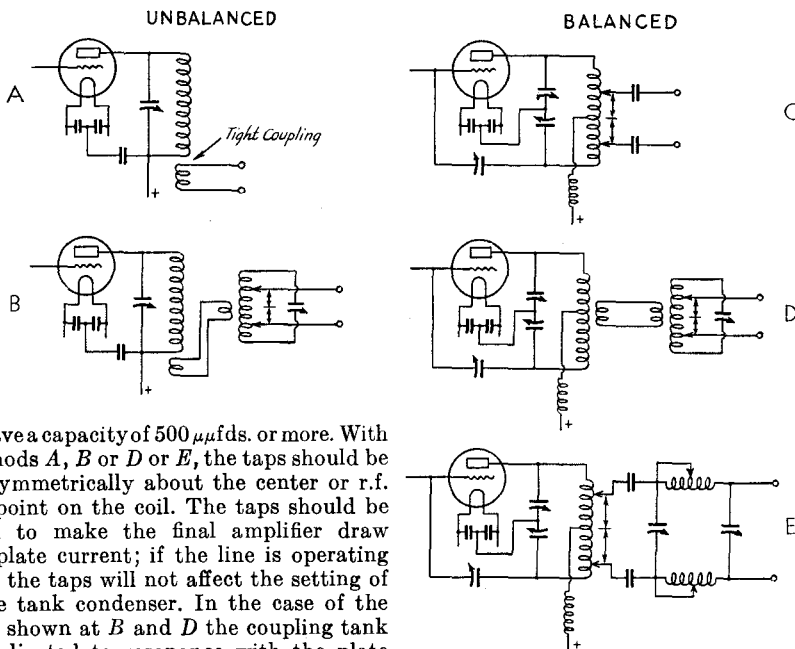 UNBALANCED
BALANCED
A
Tight Coupling
+
C
+
B
+
D
+
E
+
ve a capacity of 500 μμfds. or more. With
ods A, B or D or E, the taps should be
ymmetrically about the center or r.f.
point on the coil. The taps should be
to make the final amplifier draw
plate current; if the line is operating
the taps will not affect the setting of
e tank condenser. In the case of the
shown at B and D the coupling tank